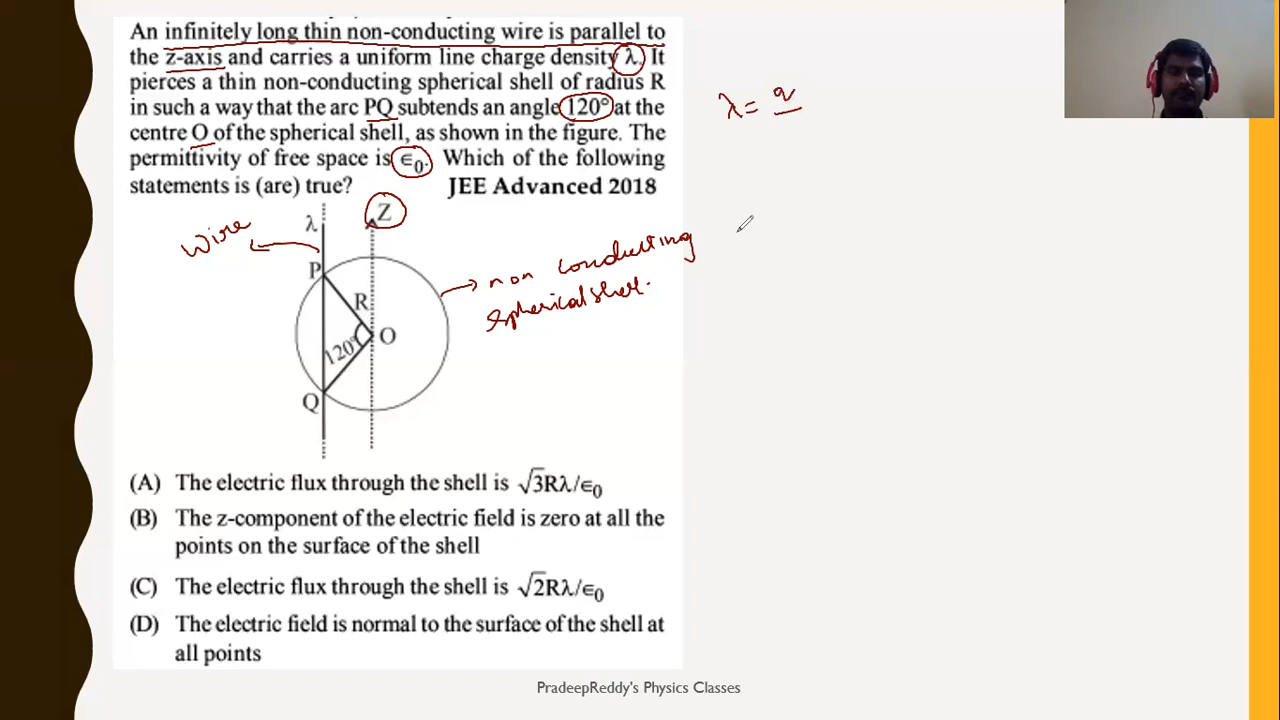 An infinitely long thin non-conducting wire is parallel to
the z-axis and carries a uniform line charge density λ. It
pierces a thin non-conducting spherical shell of radius R
in such a way that the arc PQ subtends an angle 120° at the
centre O of the spherical shell, as shown in the figure. The
permittivity of free space is ϵ₀. Which of the following
statements is (are) true? JEE Advanced 2018
λ = q
λ
Z
Wire
P
R
O
120°
Q
non conducting
Spherical shell.
(A) The electric flux through the shell is √3Rλ/ϵ₀
(B) The z-component of the electric field is zero at all the
points on the surface of the shell
(C) The electric flux through the shell is √2Rλ/ϵ₀
(D) The electric field is normal to the surface of the shell at
all points
PradeepReddy's Physics Classes